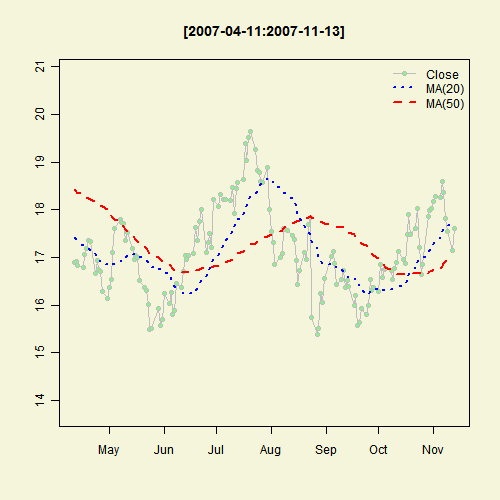 [2007-04-11:2007-11-13]
Close
MA(20)
MA(50)
21
20
19
18
17
16
15
14
May Jun Jul Aug Sep Oct Nov